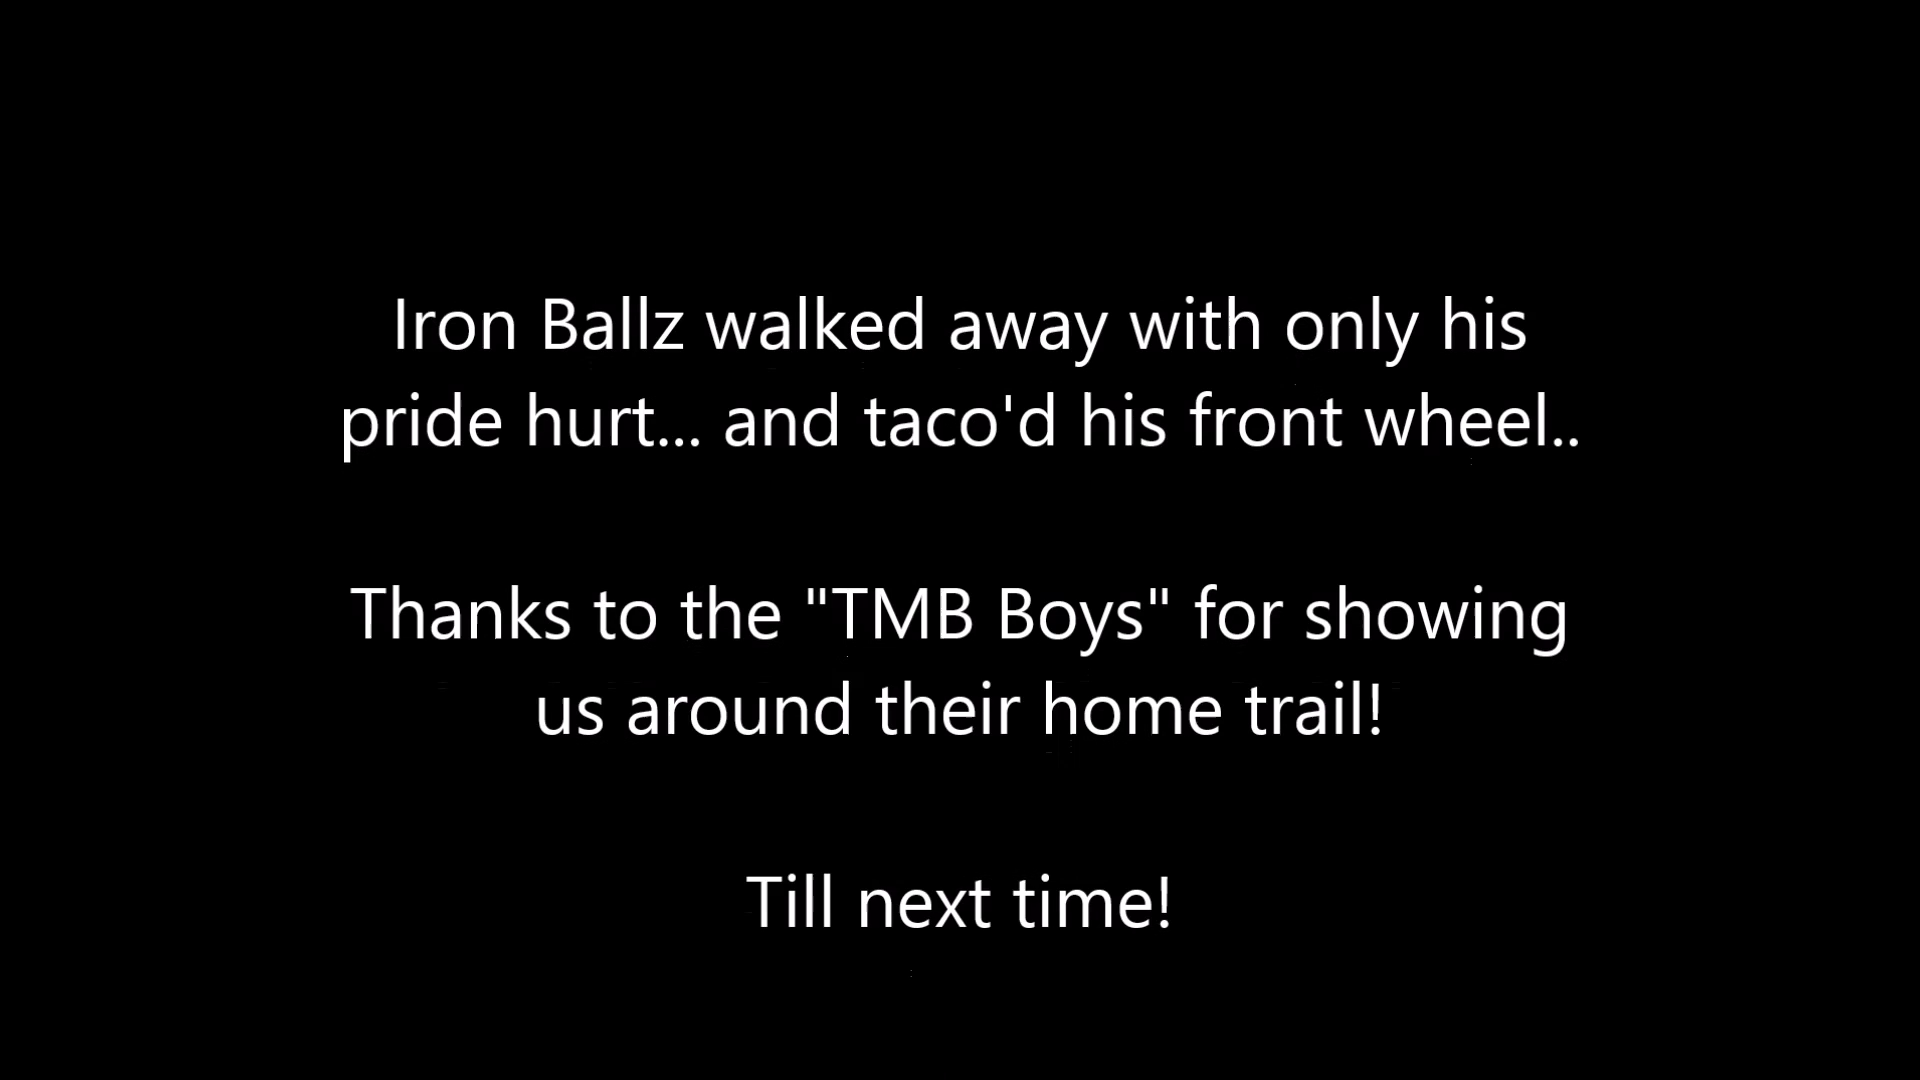 Iron Ballz walked away with only his
pride hurt... and taco'd his front wheel..
Thanks to the "TMB Boys" for showing
us around their home trail!
Till next time!